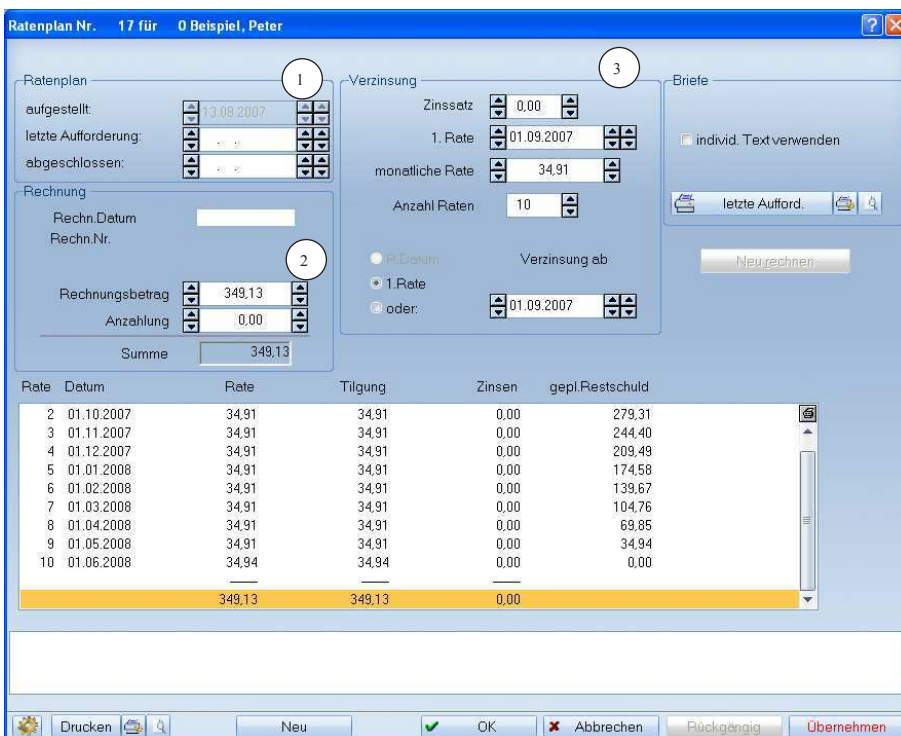 Ratenplan Nr. 17 für 0 Beispiel, Peter
Ratenplan
1
aufgestellt: 13.08.2007
letzte Aufforderung: . .
abgeschlossen: . .
Rechnung
Rechn.Datum
Rechn.Nr.
2
Rechnungsbetrag 349,13
Anzahlung 0,00
Summe 349,13
Verzinsung
3
Zinssatz 0,00
1. Rate 01.09.2007
monatliche Rate 34,91
Anzahl Raten 10
R.Datum Verzinsung ab
1.Rate
oder: 01.09.2007
Briefe
individ. Text verwenden
letzte Aufford.
Neu rechnen
Rate Datum Rate Tilgung Zinsen gepl.Restschuld
2 01.10.2007 34,91 34,91 0,00 279,31
3 01.11.2007 34,91 34,91 0,00 244,40
4 01.12.2007 34,91 34,91 0,00 209,49
5 01.01.2008 34,91 34,91 0,00 174,58
6 01.02.2008 34,91 34,91 0,00 139,67
7 01.03.2008 34,91 34,91 0,00 104,76
8 01.04.2008 34,91 34,91 0,00 69,85
9 01.05.2008 34,91 34,91 0,00 34,94
10 01.06.2008 34,94 34,94 0,00 0,00
349,13 349,13 0,00
Drucken Neu OK Abbrechen Rückgängig Übernehmen